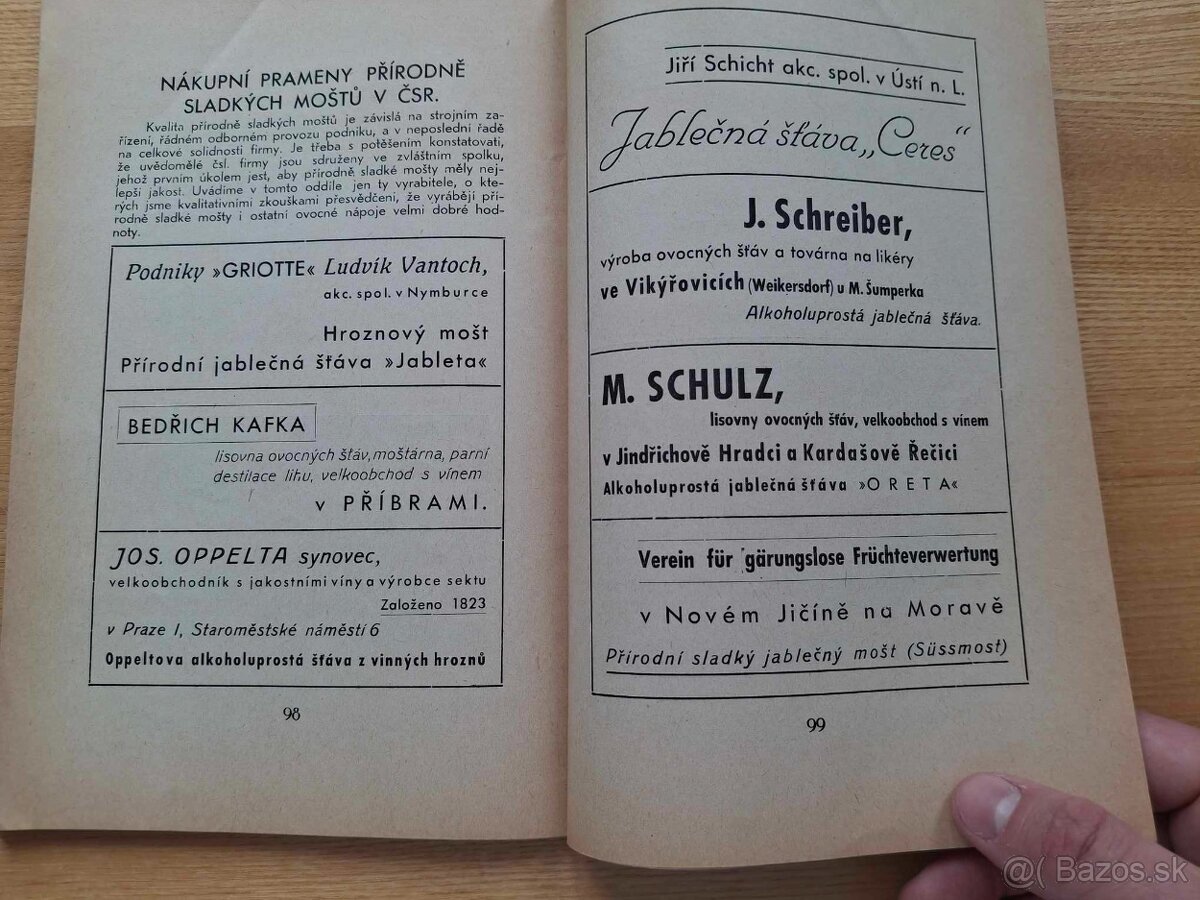 NÁKUPNÍ PRAMENY PŘÍRODNĚ
SLADKÝCH MOŠTŮ V ČSR.
Kvalita přírodně sladkých moštů je závislá na strojním za-
řízení, řádném odborném provozu podniku, a v neposlední řadě
na celkové solidnosti firmy. Je třeba s potěšením konstatovati,
že uvědomělé čsl. firmy jsou sdruženy ve zvláštním spolku,
jehož prvním úkolem jest, aby přírodně sladké mošty měly nej-
lepší jakost. Uvádíme v tomto oddíle jen ty vyrabitele, o kte-
rých jsme kvalitativními zkouškami přesvědčeni, že vyrábějí pří-
rodně sladké mošty i ostatní ovocné nápoje velmi dobré hod-
noty.
Podniky »GRIOTTE« Ludvík Vantoch,
akc. spol. v Nymburce
Hroznový mošt
Přírodní jablečná šťáva »Jableta«
BEDŘICH KAFKA
lisovna ovocných šťáv, moštárna, parní
destilace lihu, velkoobchod s vínem
v PŘÍBRAMI.
JOS. OPPELTA synovec,
velkoobchodník s jakostními víny a výrobce sektu
Založeno 1823
v Praze I, Staroměstské náměstí 6
Oppeltova alkoholuprostá šťáva z vinných hroznů
98
Jiří Schicht akc. spol. v Ústí n. L.
Jablečná šťáva „Ceres“
J. Schreiber,
výroba ovocných šťáv a továrna na likéry
ve Vikýřovicích (Weikersdorf) u M. Šumperka
Alkoholuprostá jablečná šťáva.
M. SCHULZ,
lisovny ovocných šťáv, velkoobchod s vínem
v Jindřichově Hradci a Kardašově Řečici
Alkoholuprostá jablečná šťáva »ORETA«
Verein für gärungslose Früchteverwertung
v Novém Jičíně na Moravě
Přírodní sladký jablečný mošt (Süssmost)
99
@( Bazos.sk